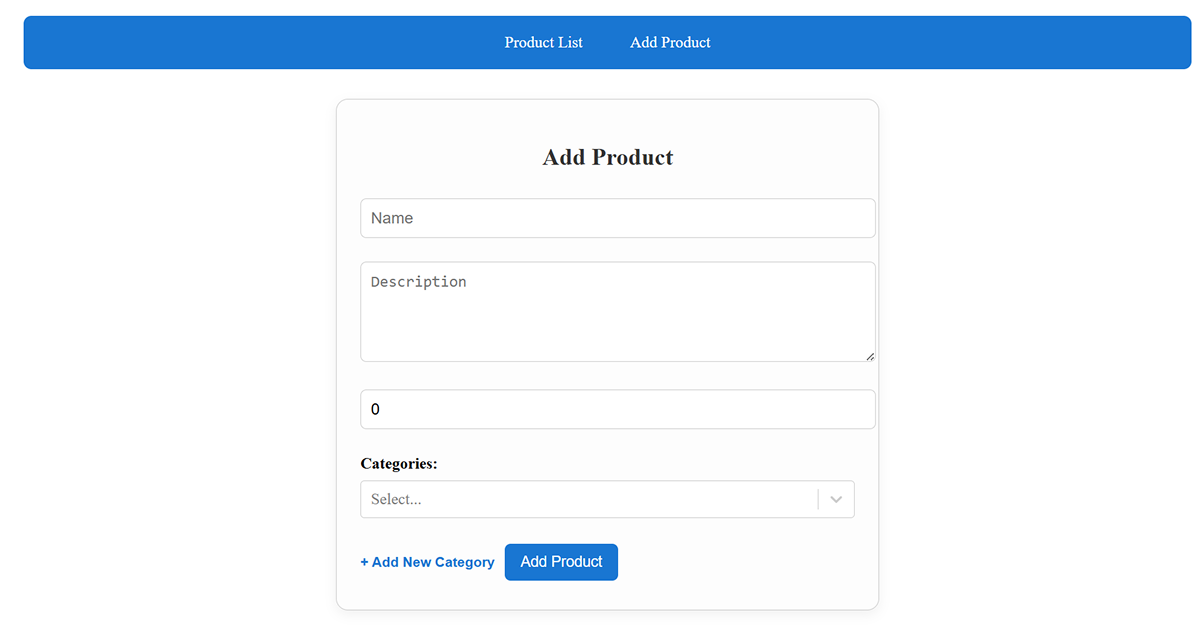 Product List Add Product
Add Product
Name
Description
0
Categories:
Select...
+ Add New Category Add Product